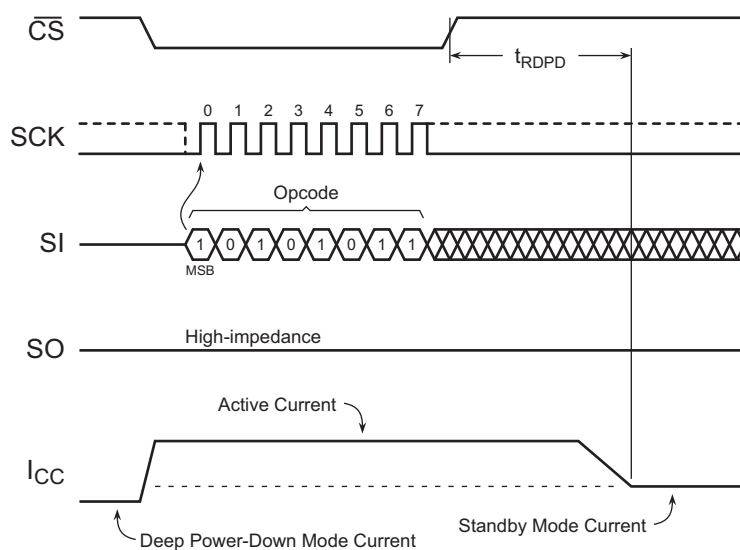 CS
tRDPD
SCK
0 1 2 3 4 5 6 7
Opcode
SI
1 0 1 0 1 0 1 1
MSB
SO
High-impedance
Active Current
ICC
Deep Power-Down Mode Current
Standby Mode Current